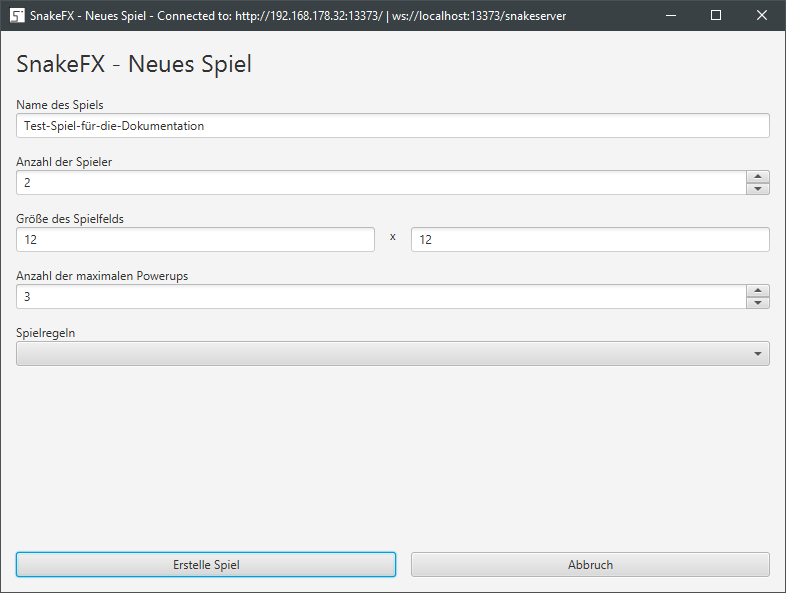 SnakeFX - Neues Spiel - Connected to: http://192.168.178.32:13373/ | ws://localhost:13373/snakeserver
SnakeFX - Neues Spiel
Name des Spiels
Test-Spiel-für-die-Dokumentation
Anzahl der Spieler
2
Größe des Spielfelds
12 x 12
Anzahl der maximalen Powerups
3
Spielregeln
Erstelle Spiel Abbruch